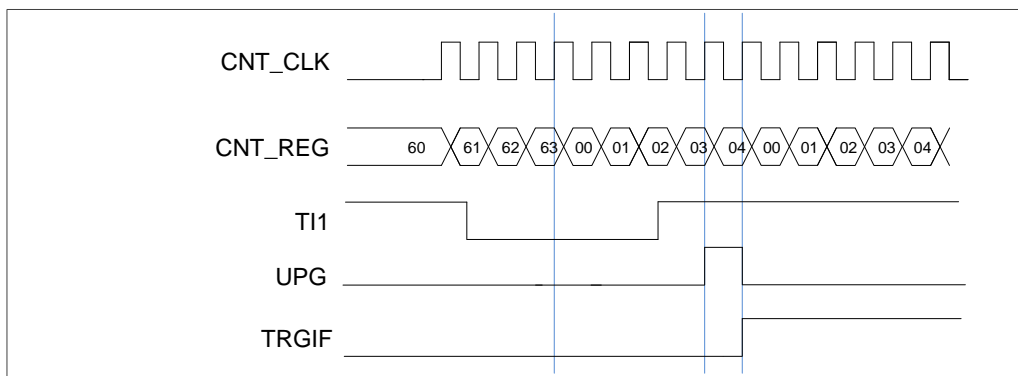 CNT_CLK
CNT_REG 60 61 62 63 00 01 02 03 04 00 01 02 03 04
TI1
UPG
TRGIF